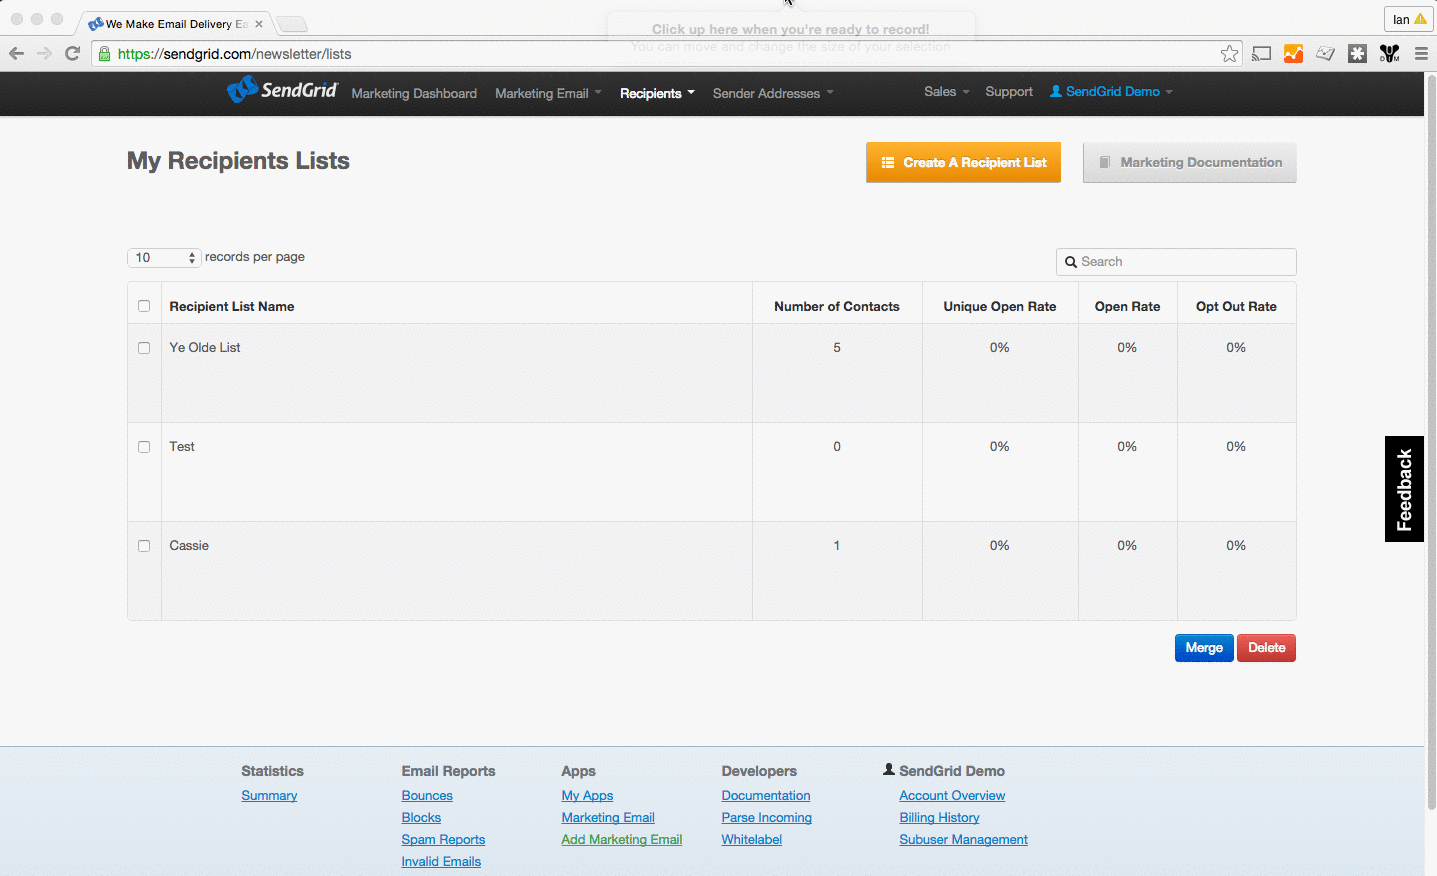 We Make Email Delivery Ea
Ian
Click up here when you're ready to record!
You can move and change the size of your selection
https://sendgrid.com/newsletter/lists
SendGrid Marketing Dashboard Marketing Email Recipients Sender Addresses Sales Support SendGrid Demo
My Recipients Lists
Create A Recipient List
Marketing Documentation
10 records per page
Search
Recipient List Name Number of Contacts Unique Open Rate Open Rate Opt Out Rate
Ye Olde List 5 0% 0% 0%
Test 0 0% 0% 0%
Cassie 1 0% 0% 0%
Feedback
Merge Delete
Statistics Email Reports Apps Developers SendGrid Demo
Summary Bounces My Apps Documentation Account Overview
Blocks Marketing Email Parse Incoming Billing History
Spam Reports Add Marketing Email Whitelabel Subuser Management
Invalid Emails